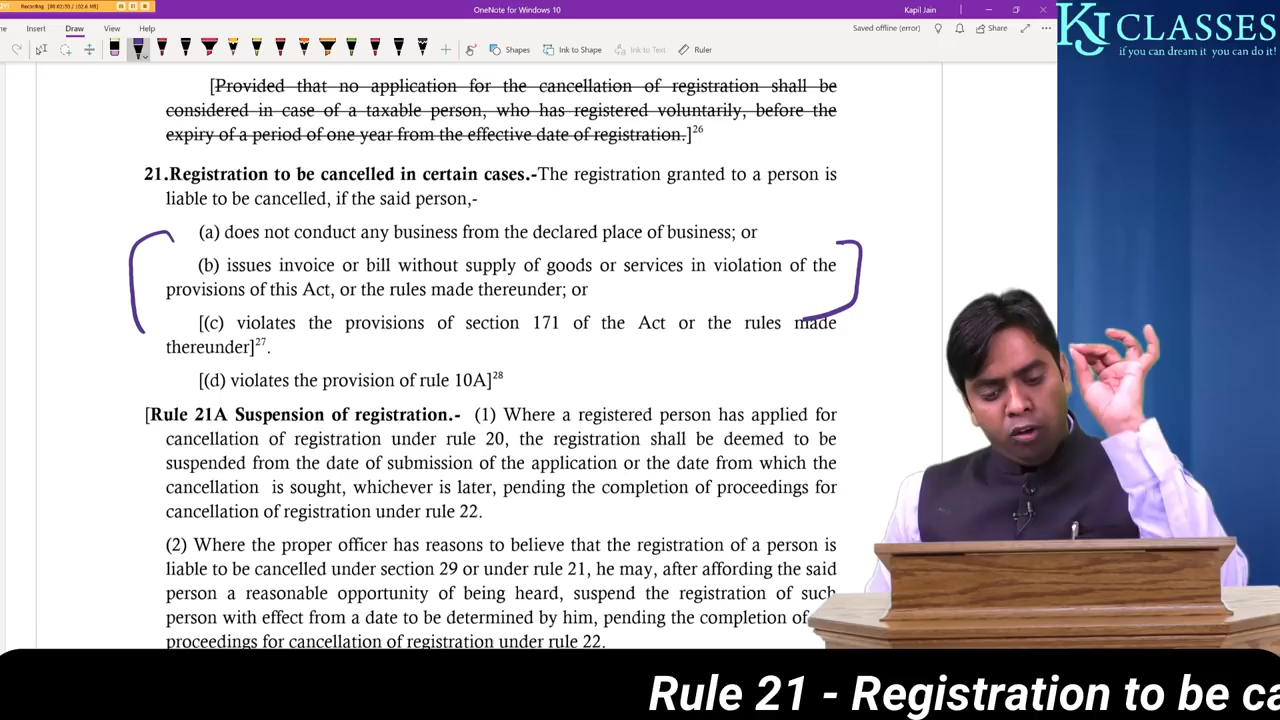 Recording [00:02:50 / 102.6 MB]
OneNote for Windows 10
Kapil Jain
Insert Draw View Help
Saved offline (error) Share
Shapes Ink to Shape Ink to Text Ruler
KJ CLASSES
if you can dream it you can do it!
[Provided that no application for the cancellation of registration shall be
considered in case of a taxable person, who has registered voluntarily, before the
expiry of a period of one year from the effective date of registration.]26
21.Registration to be cancelled in certain cases.-The registration granted to a person is
liable to be cancelled, if the said person,-
(a) does not conduct any business from the declared place of business; or
(b) issues invoice or bill without supply of goods or services in violation of the
provisions of this Act, or the rules made thereunder; or
[(c) violates the provisions of section 171 of the Act or the rules made
thereunder]27.
[(d) violates the provision of rule 10A]28
[Rule 21A Suspension of registration.- (1) Where a registered person has applied for
cancellation of registration under rule 20, the registration shall be deemed to be
suspended from the date of submission of the application or the date from which the
cancellation is sought, whichever is later, pending the completion of proceedings for
cancellation of registration under rule 22.
(2) Where the proper officer has reasons to believe that the registration of a person is
liable to be cancelled under section 29 or under rule 21, he may, after affording the said
person a reasonable opportunity of being heard, suspend the registration of such
person with effect from a date to be determined by him, pending the completion of
proceedings for cancellation of registration under rule 22.
Rule 21 - Registration to be ca